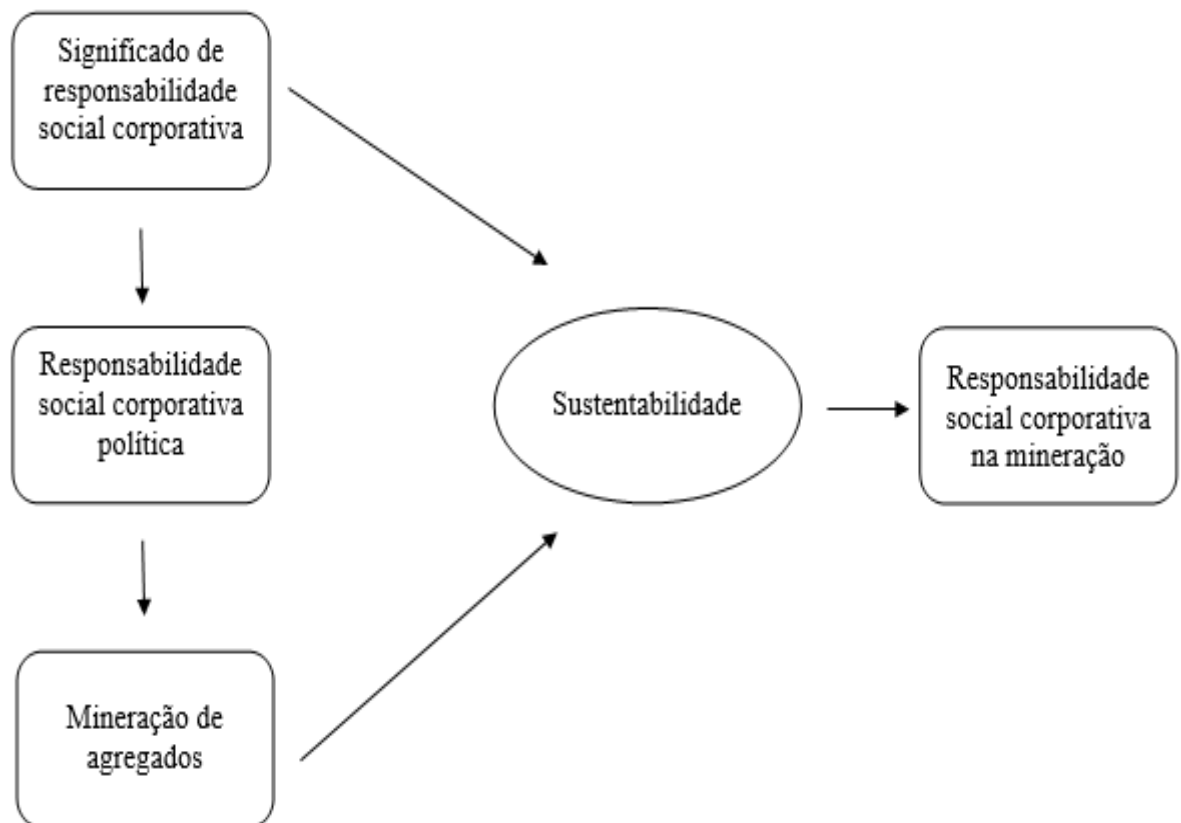 Significado de
responsabilidade
social corporativa
Responsabilidade
social corporativa
política
Mineração de
agregados
Sustentabilidade
Responsabilidade
social corporativa
na mineração